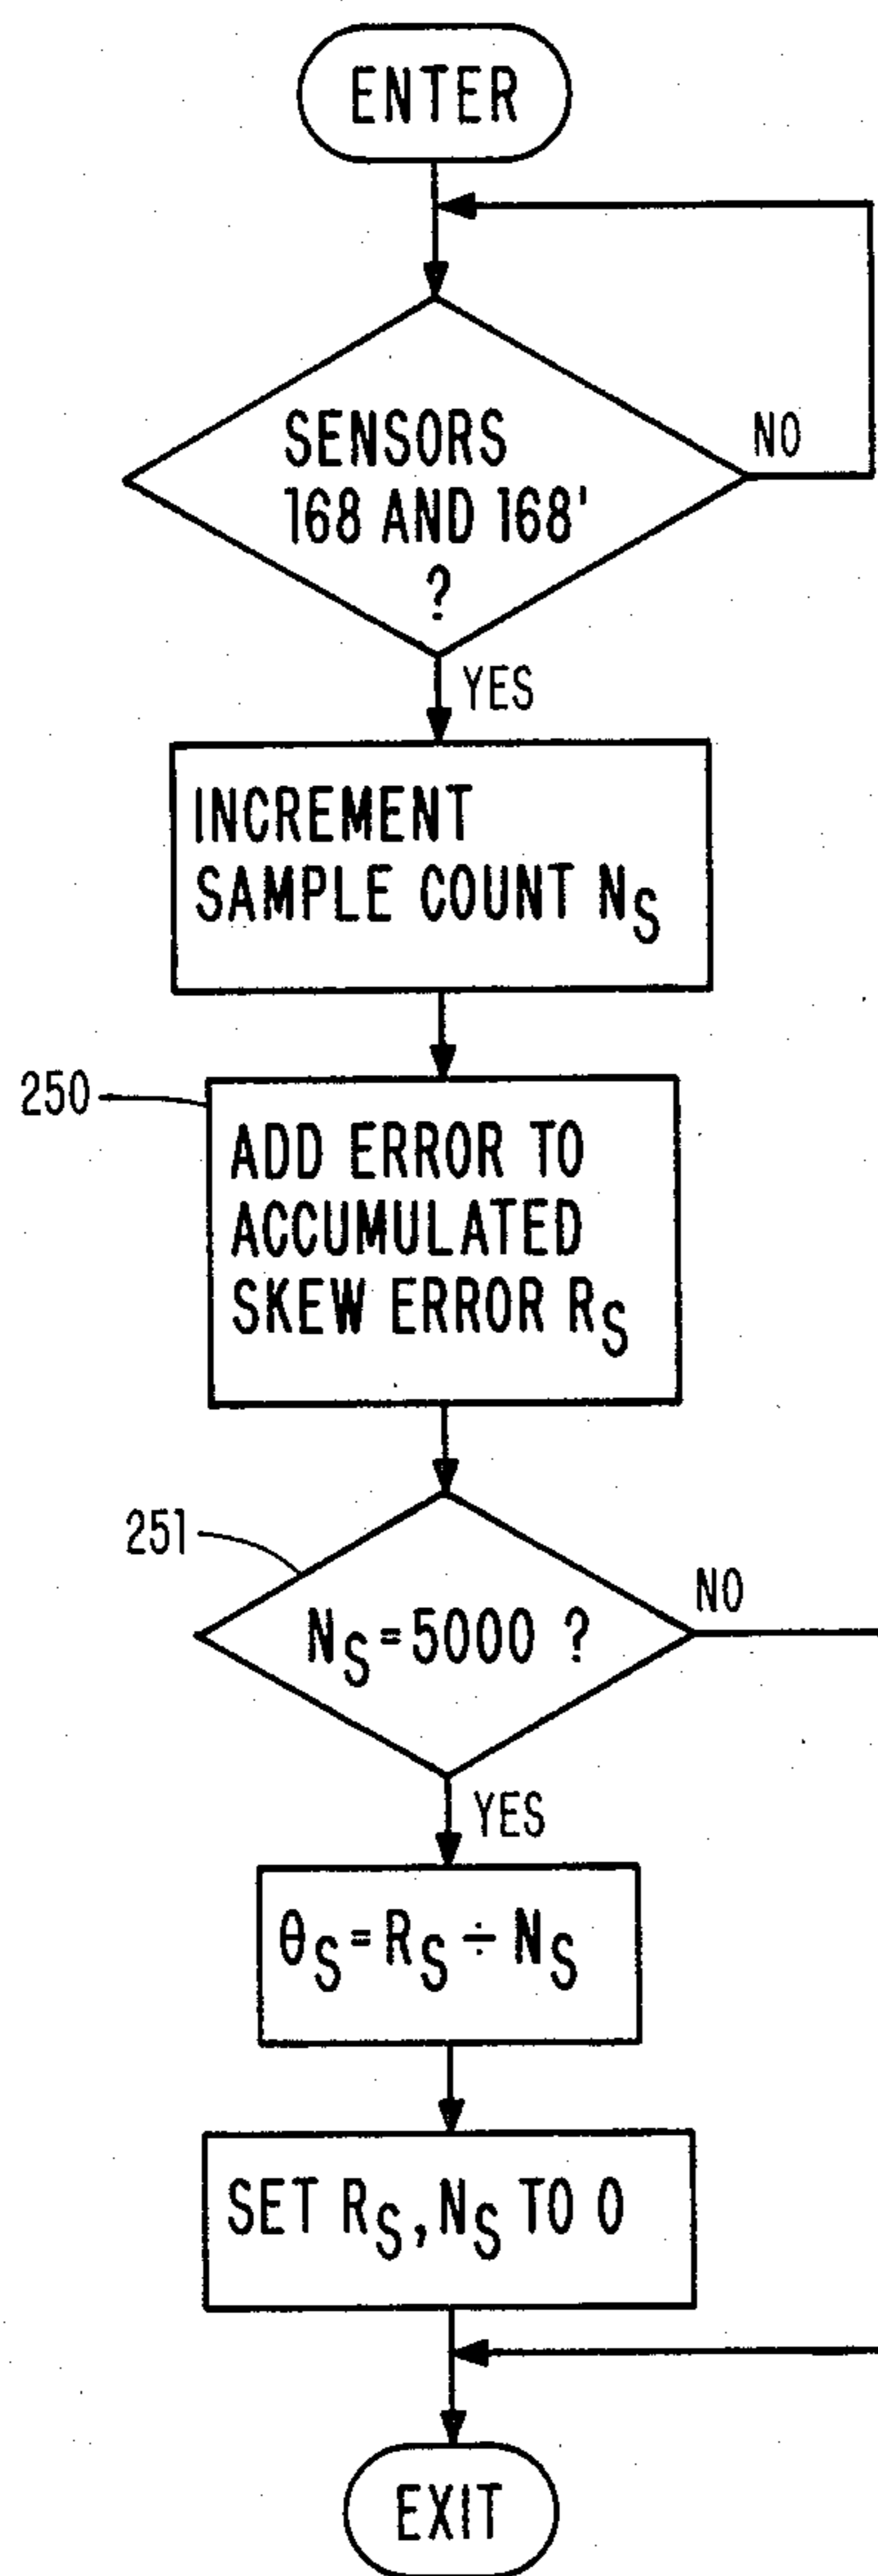 ENTER
SENSORS
168 AND 168'
?
NO
YES
INCREMENT
SAMPLE COUNT NS
250
ADD ERROR TO
ACCUMULATED
SKEW ERROR RS
251
NS=5000 ?
NO
YES
θS=RS÷NS
SET RS,NS TO 0
EXIT